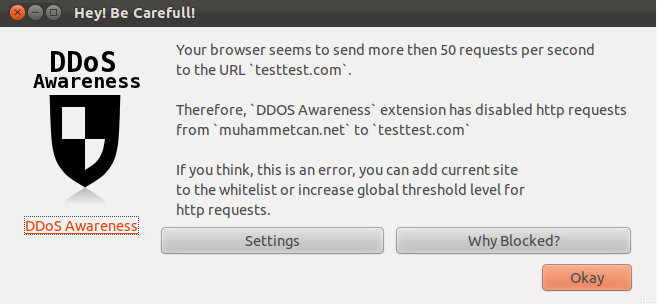 Hey! Be Carefull!
DDoS
Awareness
DDoS Awareness
Your browser seems to send more then 50 requests per second
to the URL `testtest.com`.
Therefore, `DDOS Awareness` extension has disabled http requests
from `muhammetcan.net` to `testtest.com`
If you think, this is an error, you can add current site
to the whitelist or increase global threshold level for
http requests.
Settings
Why Blocked?
Okay